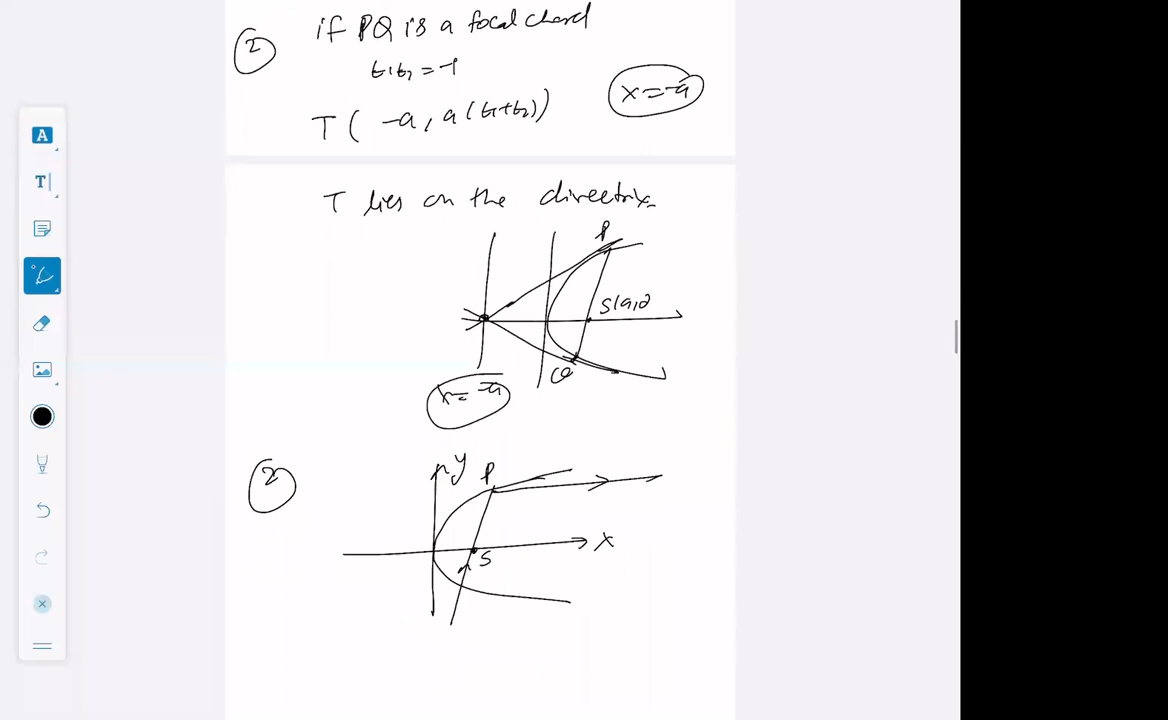 2
if PQ is a focal chord
t1t2 = -1
T ( -a, a(t1+t2))
x = -a
T lies on the directrix.
P
S(a,0)
Q
x = -a
2
y
P
S
X
A
T